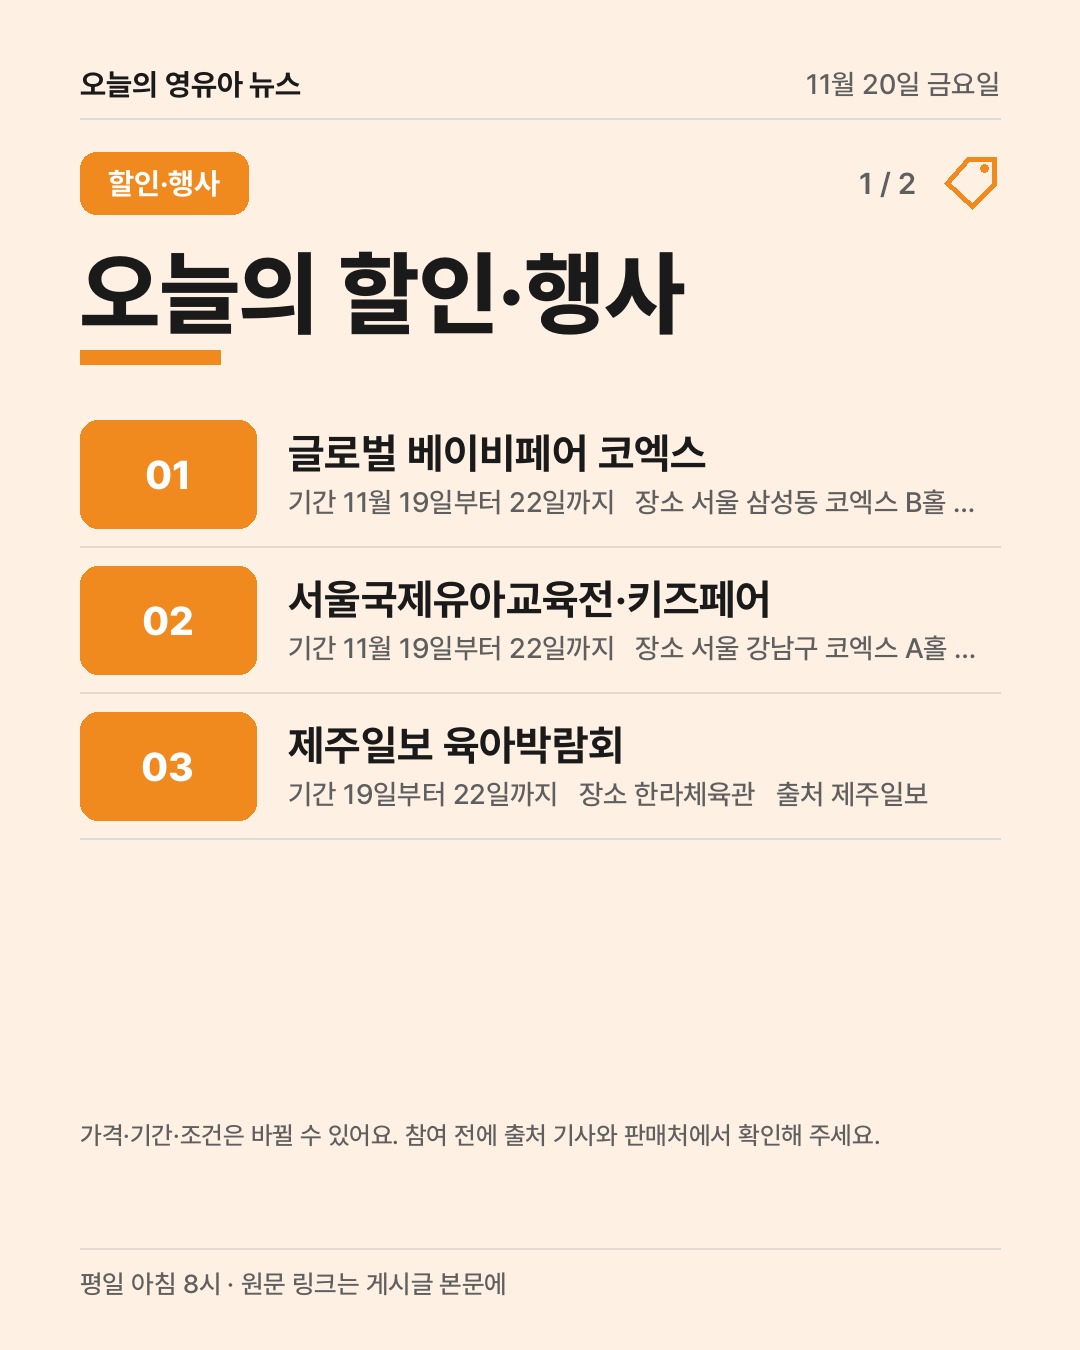 오늘의 영유아 뉴스
11월 20일 금요일
할인·행사
1 / 2
오늘의 할인·행사
01
글로벌 베이비페어 코엑스
기간 11월 19일부터 22일까지 장소 서울 삼성동 코엑스 B홀 ...
02
서울국제유아교육전·키즈페어
기간 11월 19일부터 22일까지 장소 서울 강남구 코엑스 A홀 ...
03
제주일보 육아박람회
기간 19일부터 22일까지 장소 한라체육관 출처 제주일보
가격·기간·조건은 바뀔 수 있어요. 참여 전에 출처 기사와 판매처에서 확인해 주세요.
평일 아침 8시 · 원문 링크는 게시글 본문에